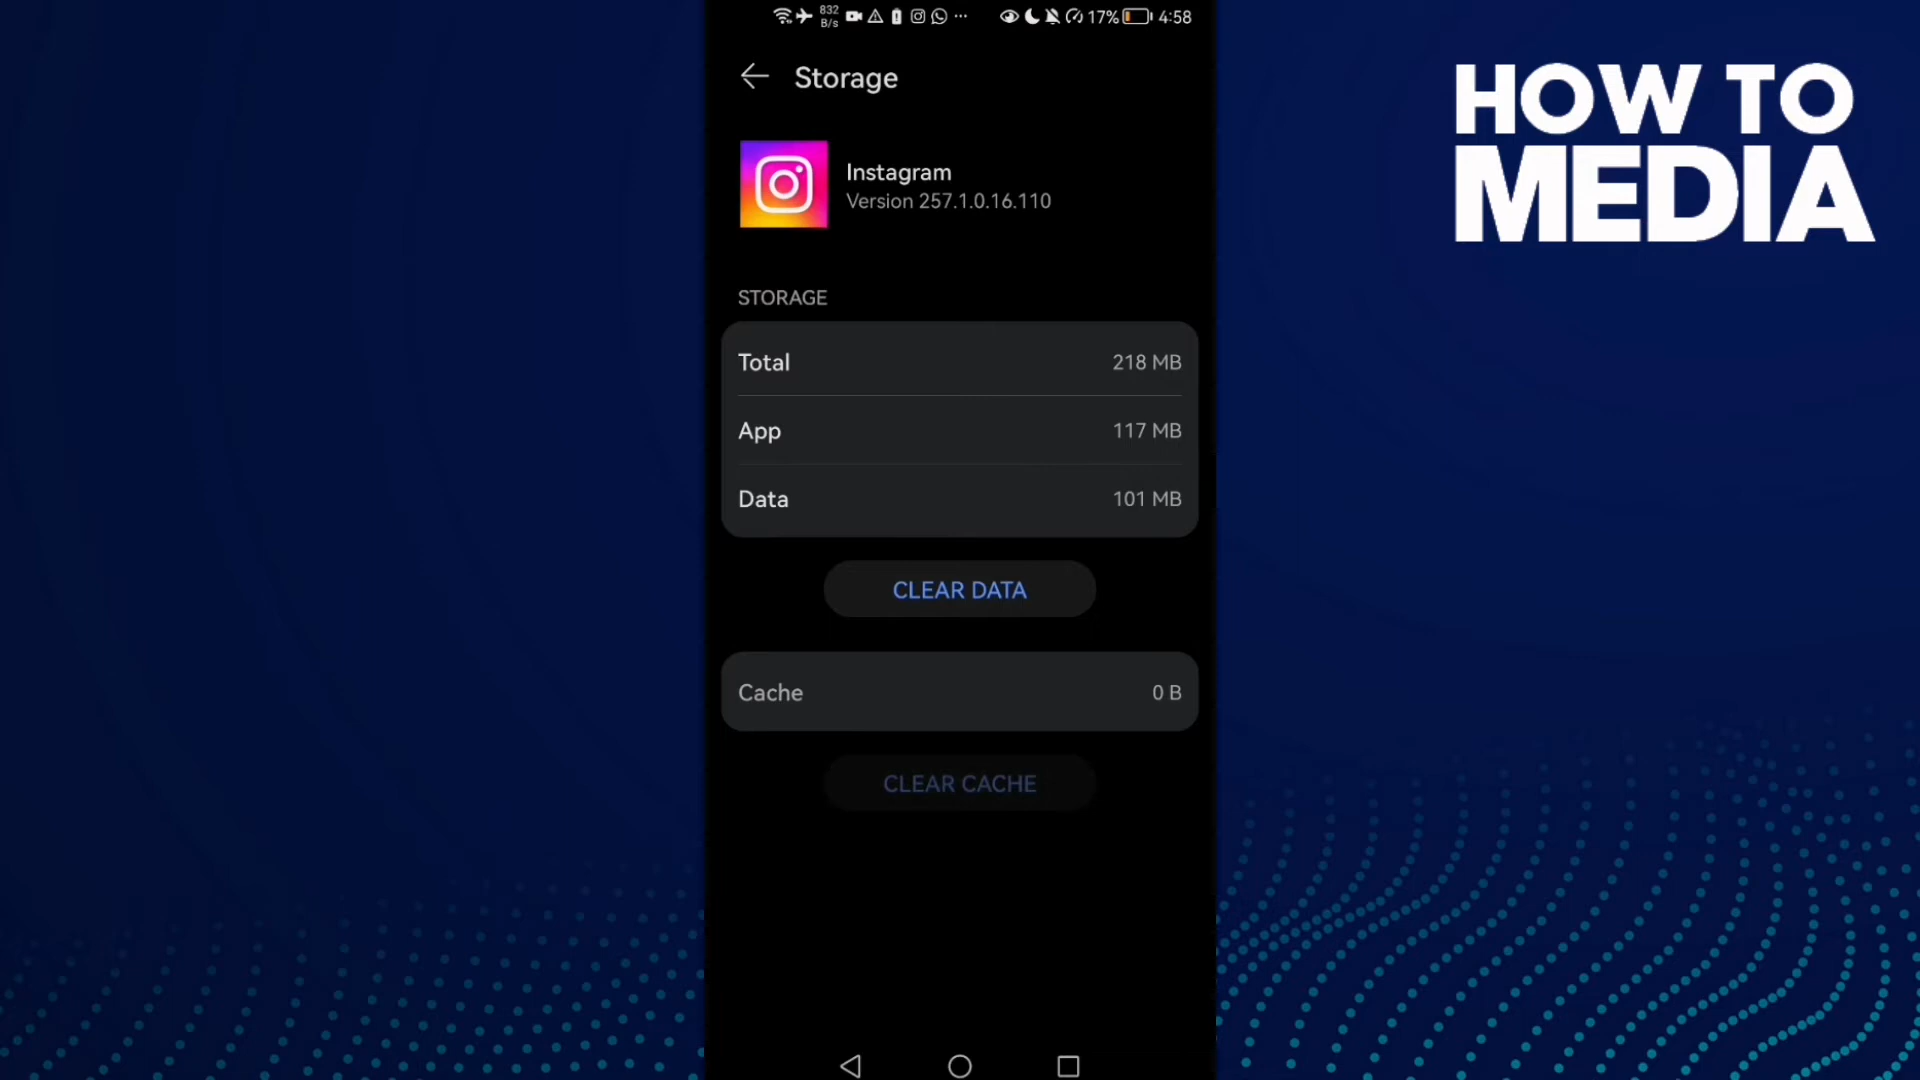 832
B/s
17%
4:58
Storage
HOW TO
MEDIA
Instagram
Version 257.1.0.16.110
STORAGE
Total 218 MB
App 117 MB
Data 101 MB
CLEAR DATA
Cache 0 B
CLEAR CACHE